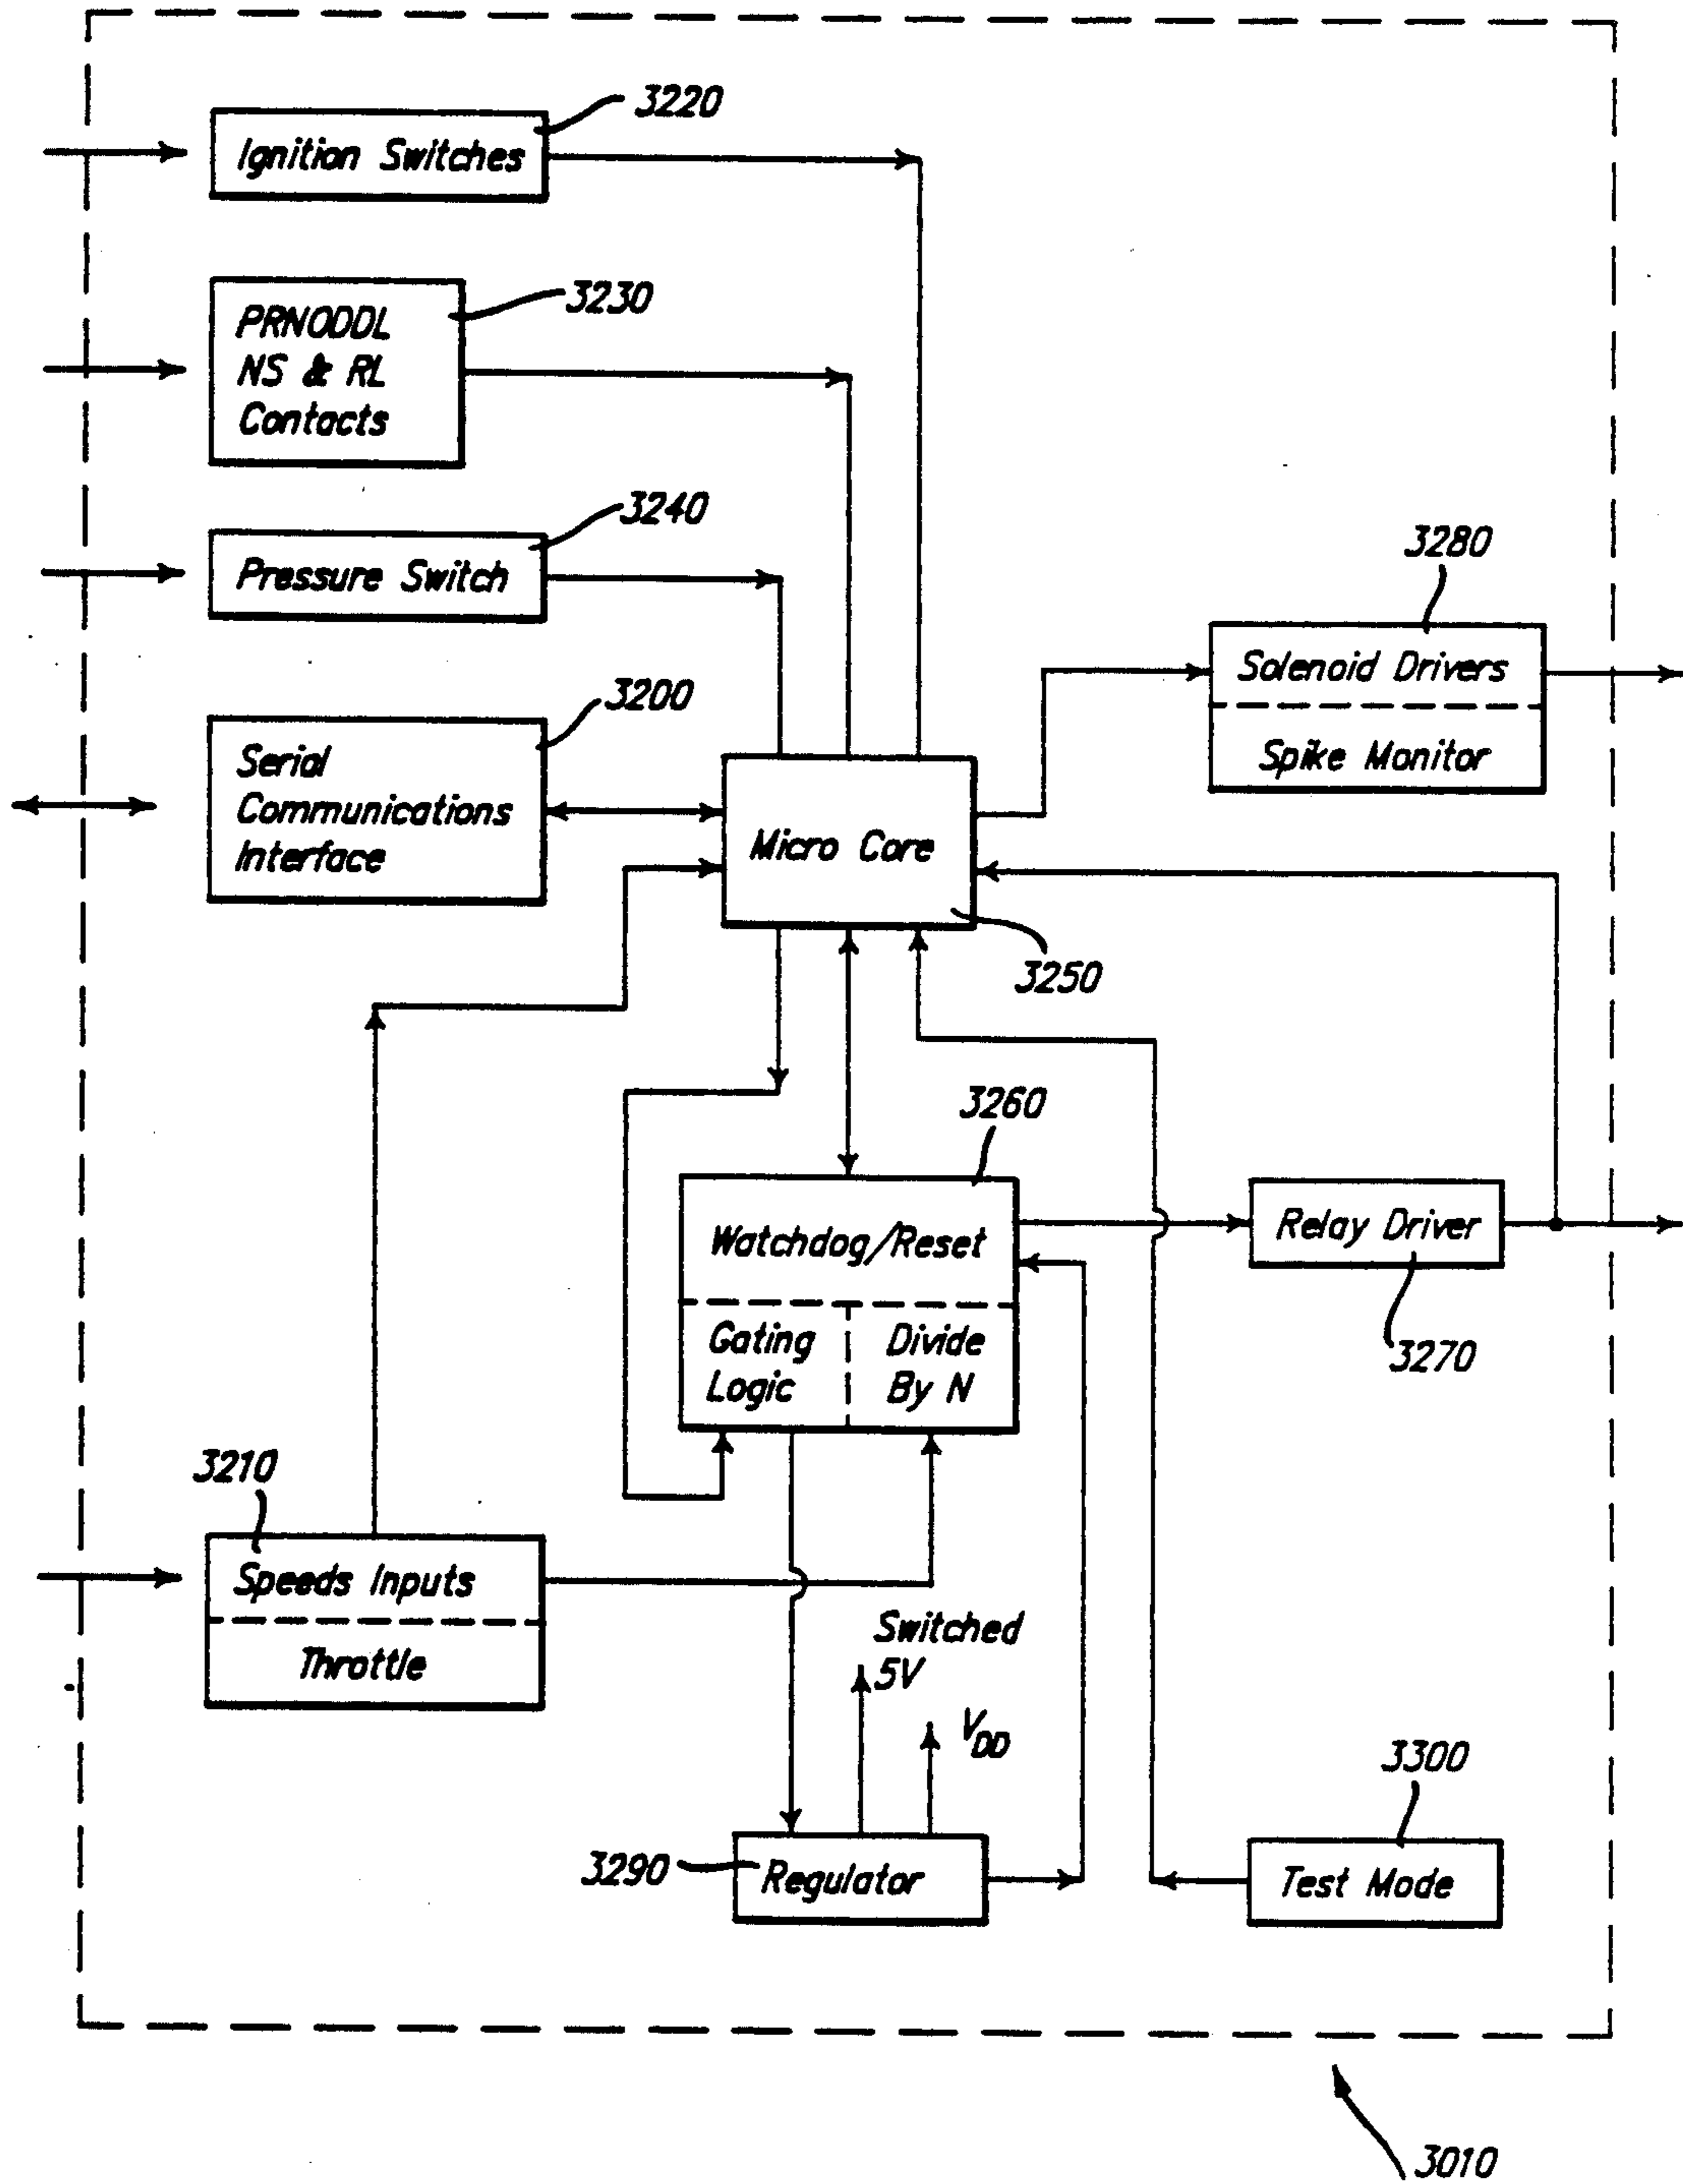 3220
Ignition Switches
3230
PRNODDL
NS & RL
Contacts
3240
Pressure Switch
3280
Solenoid Drivers
Spike Monitor
3200
Serial
Communications
Interface
Micro Core
3250
3260
Watchdog/Reset
Gating
Logic
Divide
By N
Relay Driver
3270
3210
Speeds Inputs
Throttle
Switched
5V
VDD
3300
3290
Regulator
Test Mode
3010